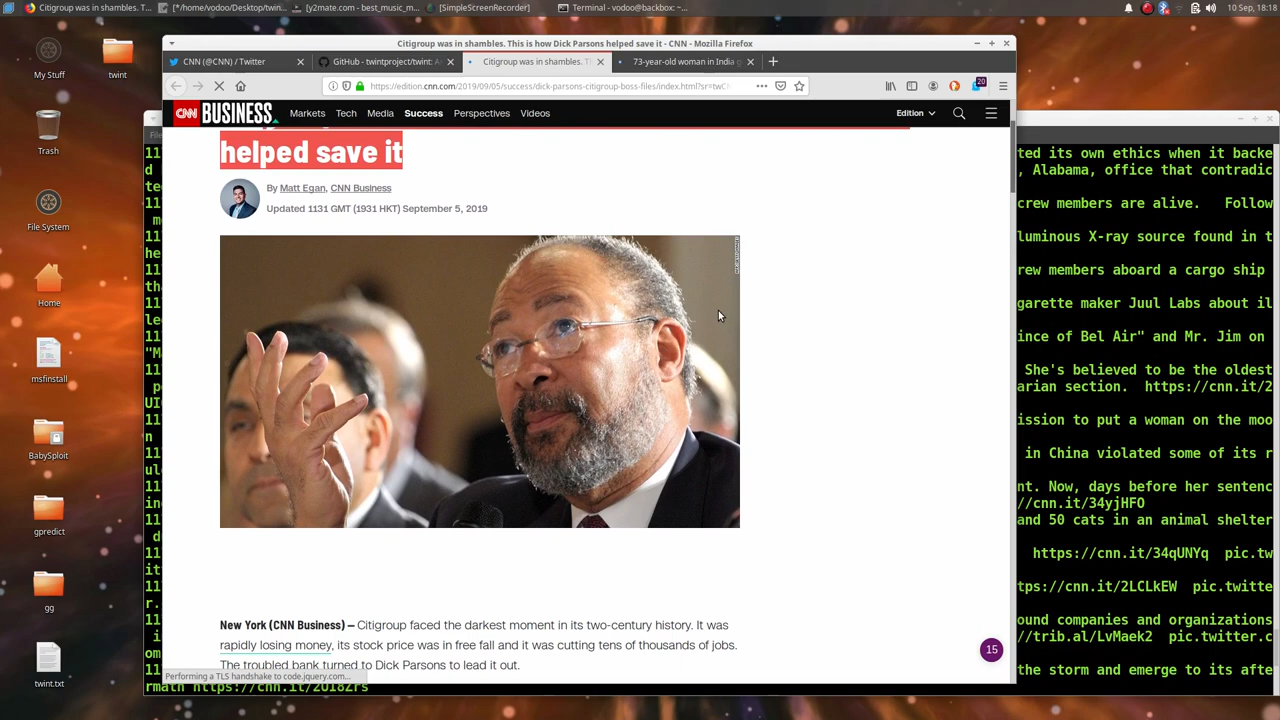 Citigroup was in shambles. T...
[*/home/vodoo/Desktop/twin...
[y2mate.com - best_music_m...
[SimpleScreenRecorder]
Terminal - vodoo@backbox: ~...
10 Sep, 18:18
My Stuff
twint
Trash
File System
Home
msfinstall
BabySploit
gpredict
gg
twint.txt
Citigroup was in shambles. This is how Dick Parsons helped save it - CNN - Mozilla Firefox
CNN (@CNN) / Twitter
GitHub - twintproject/twint: A
Citigroup was in shambles. T
73-year-old woman in India g
https://edition.cnn.com/2019/09/05/success/dick-parsons-citigroup-boss-files/index.html?sr=twC
20
CNN BUSINESS
Markets Tech Media Success Perspectives Videos
Edition
helped save it
By Matt Egan, CNN Business
Updated 1131 GMT (1931 HKT) September 5, 2019
New York (CNN Business) — Citigroup faced the darkest moment in its two-century history. It was
rapidly losing money, its stock price was in free fall and it was cutting tens of thousands of jobs.
The troubled bank turned to Dick Parsons to lead it out.
15
Performing a TLS handshake to code.jquery.com...
ted its own ethics when it backe
, Alabama, office that contradic
crew members are alive. Follow
luminous X-ray source found in t
rew members aboard a cargo ship
garette maker Juul Labs about il
ince of Bel Air" and Mr. Jim on
She's believed to be the oldest
arian section. https://cnn.it/2
ission to put a woman on the moo
in China violated some of its r
nt. Now, days before her sentenc
//cnn.it/34yjHFO
and 50 cats in an animal shelter
https://cnn.it/34qUNYq pic.tw
tps://cnn.it/2LCLkEW pic.twitte
ound companies and organizations
//trib.al/LvMaek2 pic.twitter.c
the storm and emerge to its afte
rmath https://cnn.it/2UI8Zrs